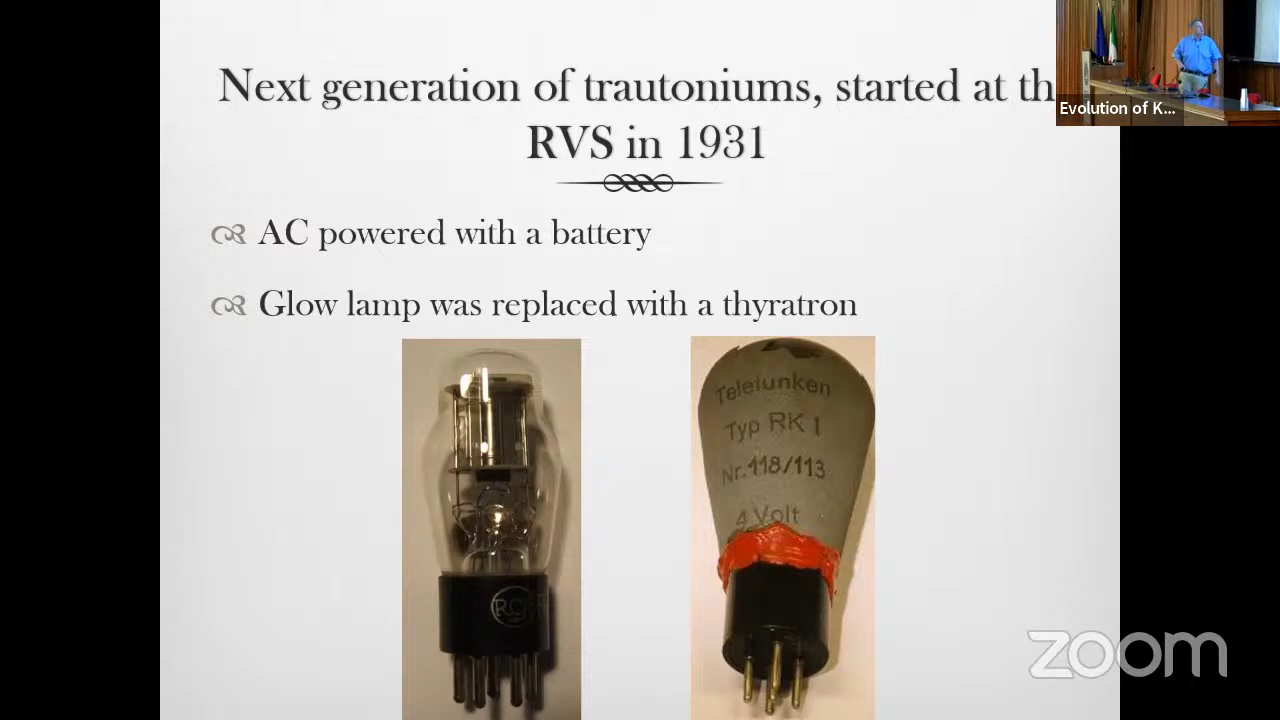 Next generation of trautoniums, started at th
RVS in 1931
AC powered with a battery
Glow lamp was replaced with a thyratron
Telefunken
Typ RK 1
Nr.118/113
4 Volt
RCA
Evolution of K...
zoom